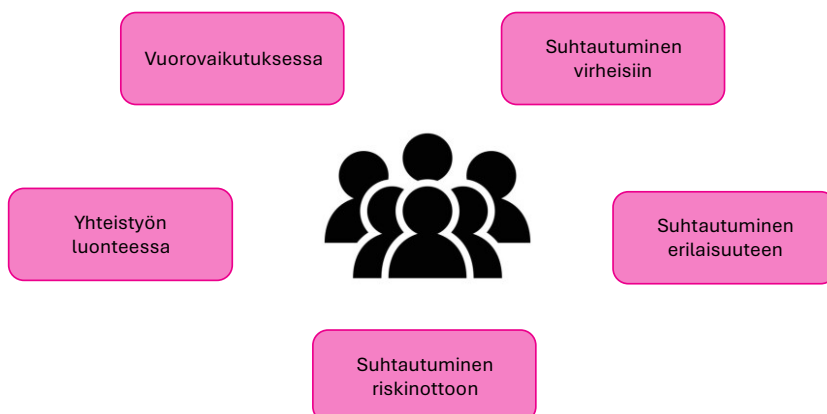 Vuorovaikutuksessa
Suhtautuminen
virheisiin
Yhteistyön
luonteessa
Suhtautuminen
erilaisuuteen
Suhtautuminen
riskinottoon